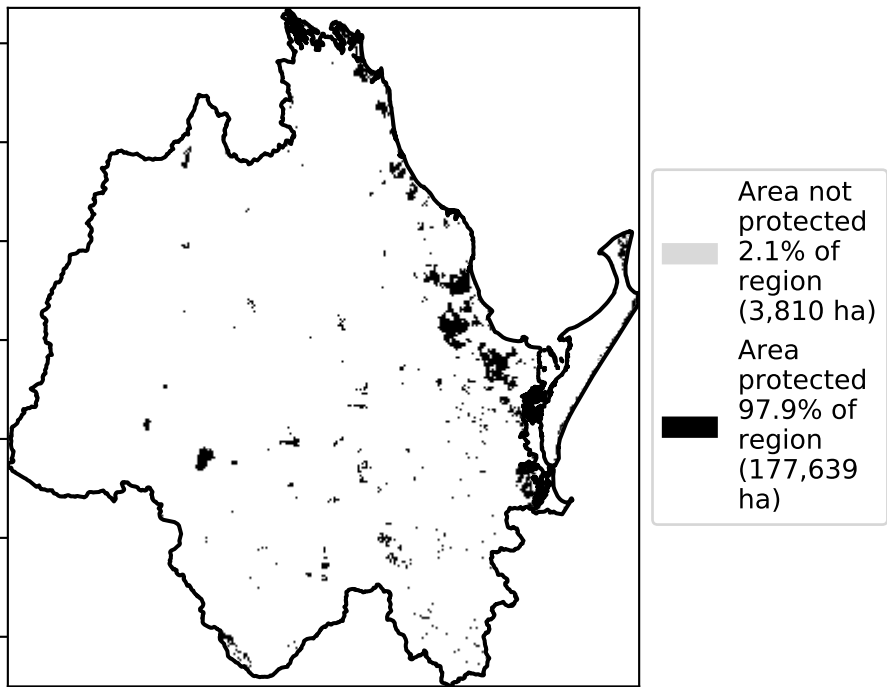 Area not
protected
2.1% of
region
(3,810 ha)
Area
protected
97.9% of
region
(177,639
ha)